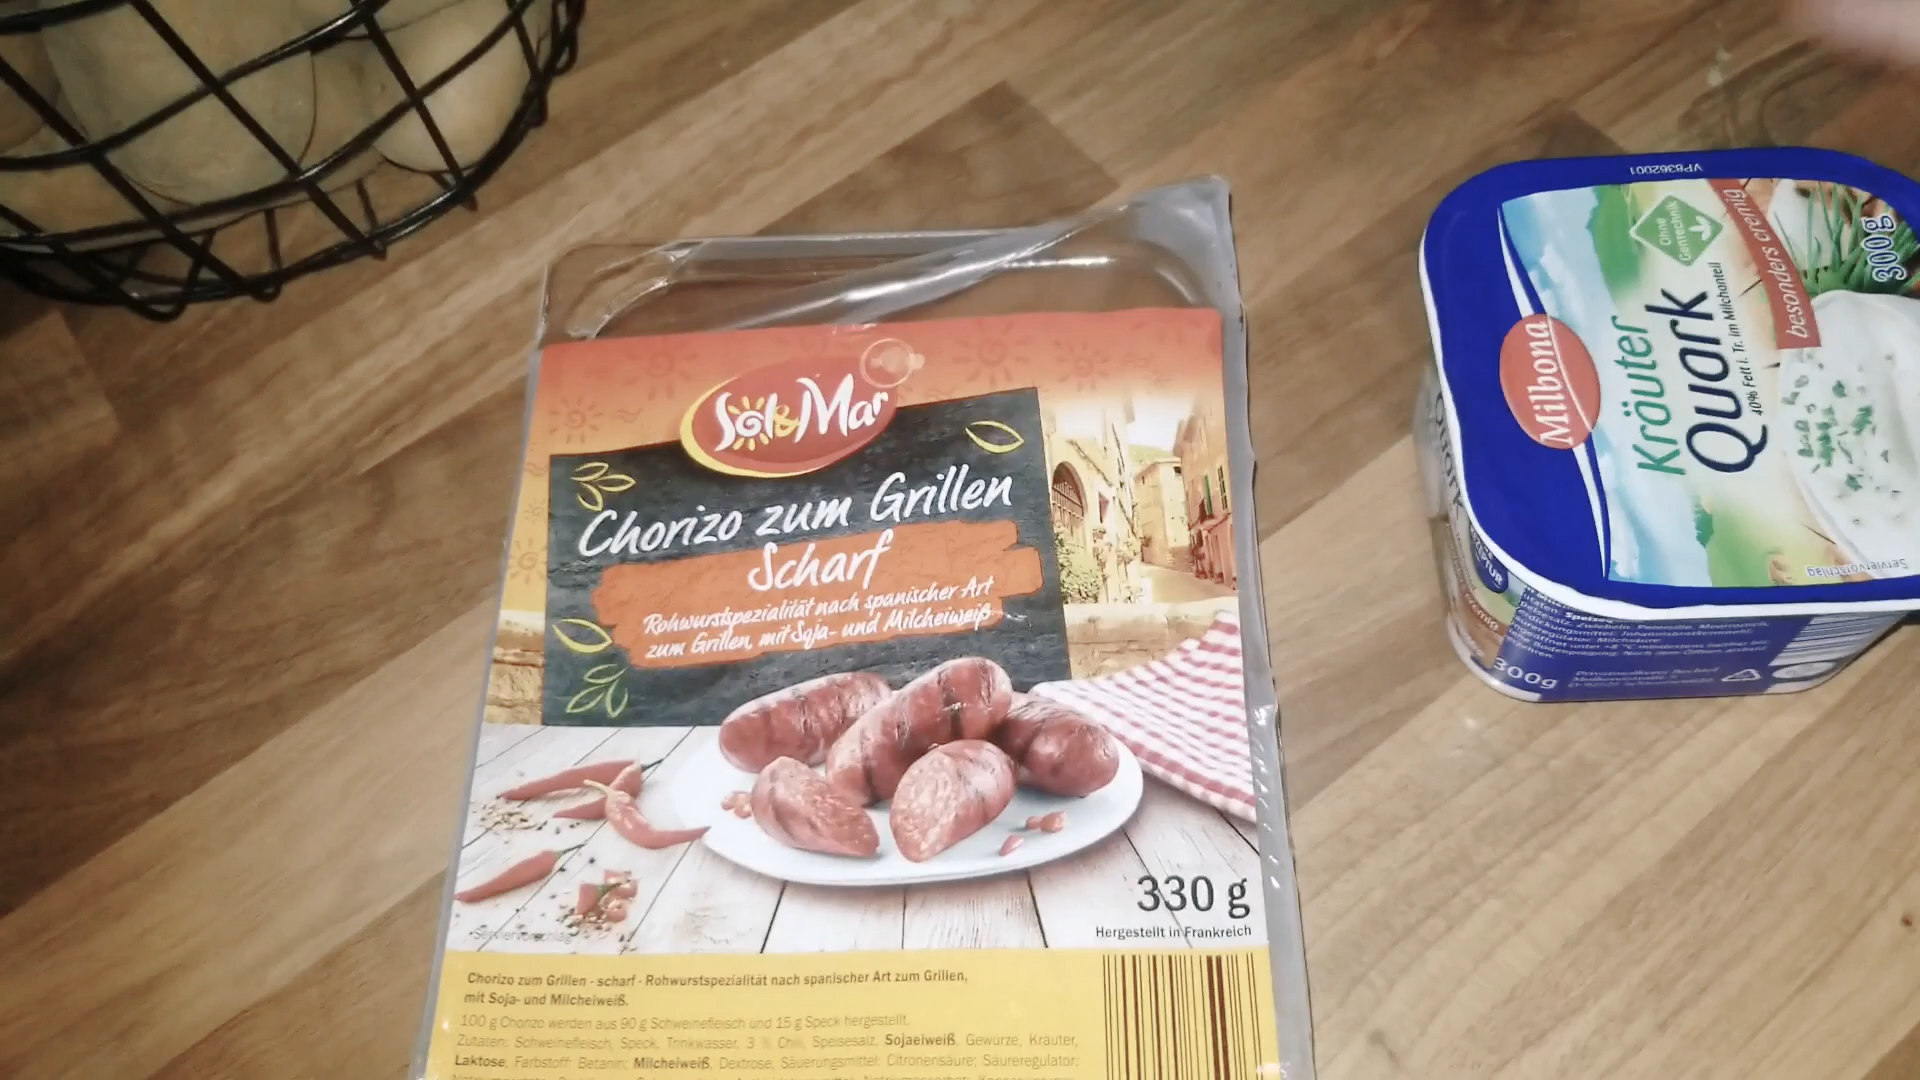 Sol&Mar
Chorizo zum Grillen
Scharf
Rohwurstspezialität nach spanischer Art
zum Grillen, mit Soja- und Milcheiweiß
330 g
Hergestellt in Frankreich
Serviervorschlag
Chorizo zum Grillen - scharf - Rohwurstspezialität nach spanischer Art zum Grillen,
mit Soja- und Milcheiweiß.
100 g Chorizo werden aus 90 g Schweinefleisch und 15 g Speck hergestellt.
Zutaten: Schweinefleisch, Speck, Trinkwasser, 3 % Chili, Speisesalz, Sojaeiweiß, Gewürze, Kräuter,
Laktose, Farbstoff: Betanin; Milcheiweiß, Dextrose, Säuerungsmittel: Citronensäure; Säureregulator:
VP8362001
Milbona
Kräuter
Quark
40% Fett i. Tr. im Milchanteil
Ohne
Gentechnik
besonders cremig
300g
Serviervorschlag
300g